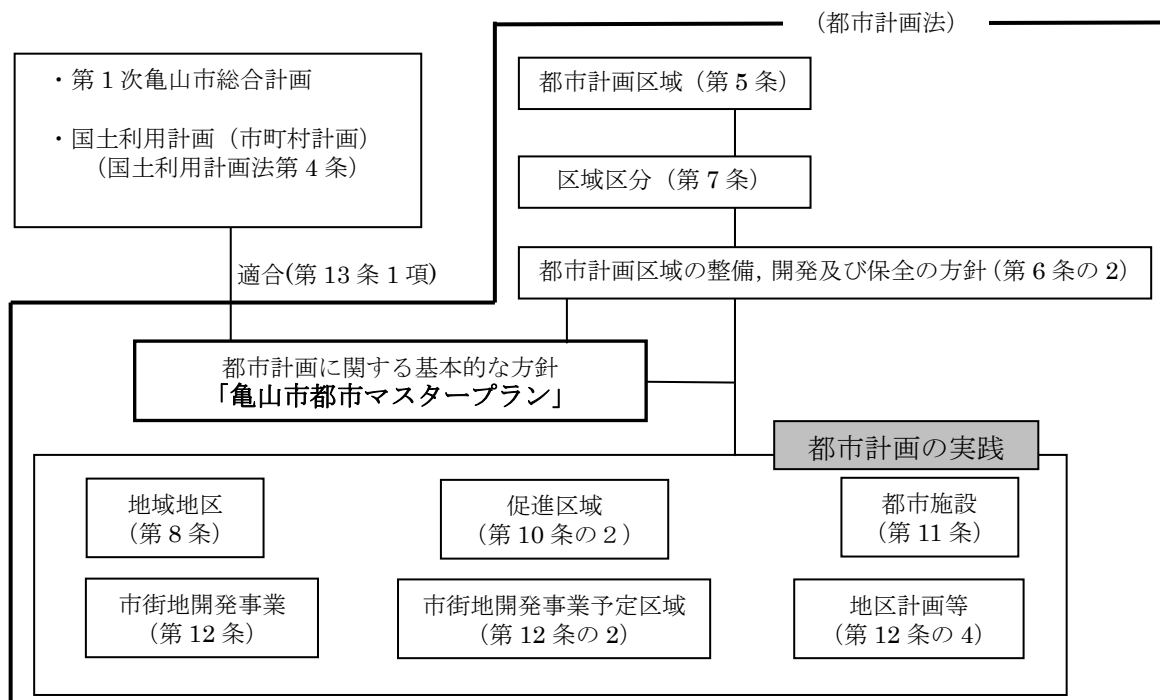 （都市計画法）
・第1次亀山市総合計画
・国土利用計画（市町村計画）
（国土利用計画法第4条）
都市計画区域（第5条）
区域区分（第7条）
適合(第13条1項)
都市計画区域の整備，開発及び保全の方針（第6条の2）
都市計画に関する基本的な方針
「亀山市都市マスタープラン」
都市計画の実践
地域地区
（第8条）
促進区域
（第10条の２）
都市施設
（第11条）
市街地開発事業
（第12条）
市街地開発事業予定区域
（第12条の2）
地区計画等
（第12条の4）